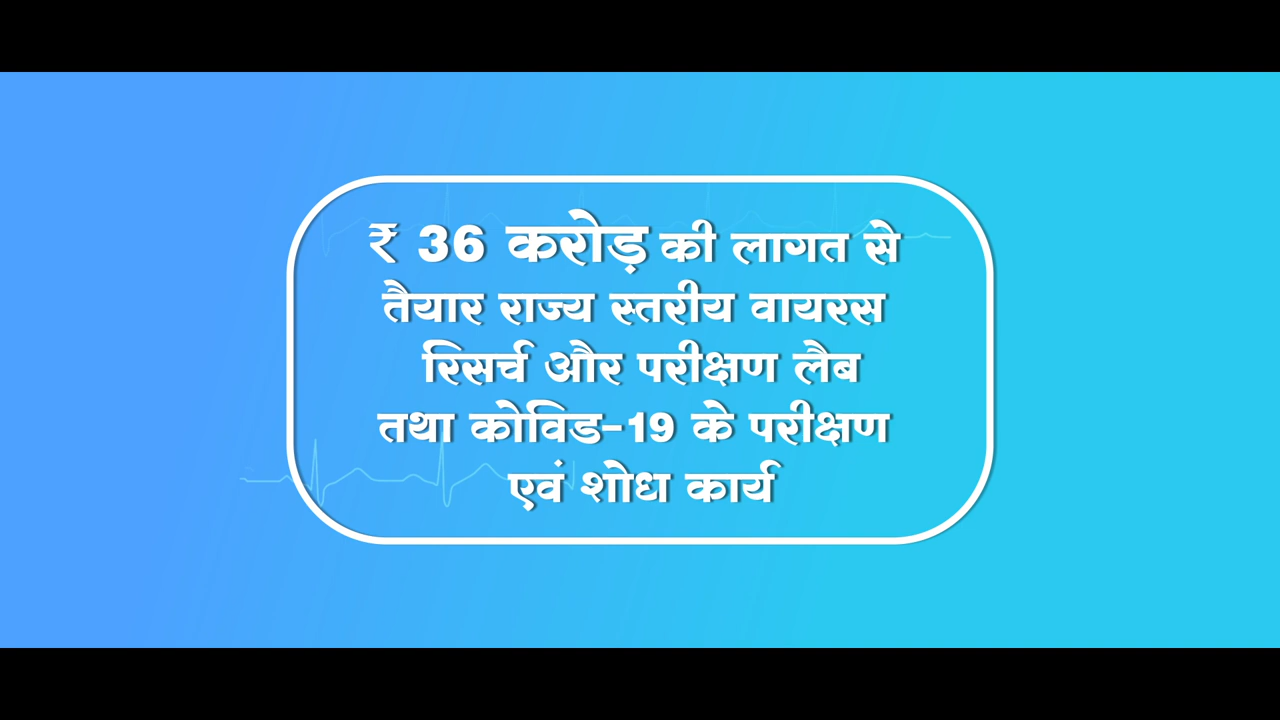 ₹ 36 करोड़ की लागत से
तैयार राज्य स्तरीय वायरस
रिसर्च और परीक्षण लैब
तथा कोविड-19 के परीक्षण
एवं शोध कार्य